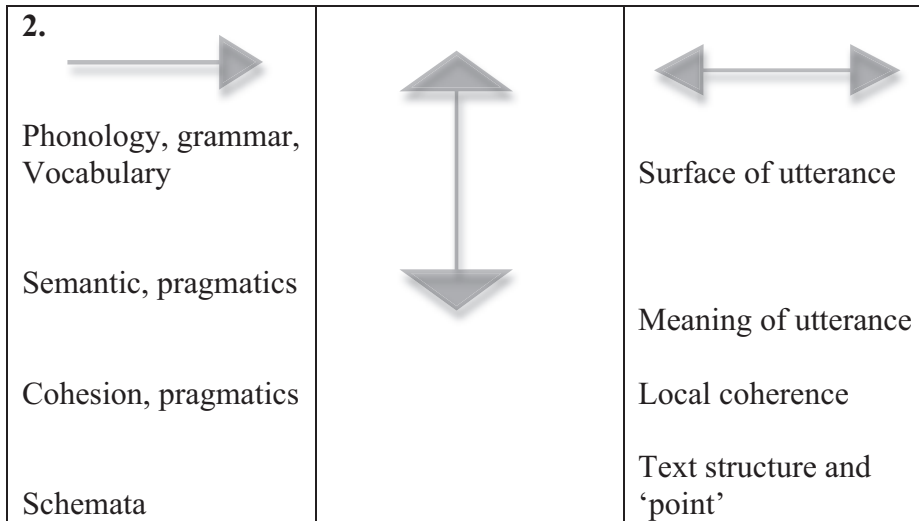 2.
Phonology, grammar,
Vocabulary
Semantic, pragmatics
Cohesion, pragmatics
Schemata
Surface of utterance
Meaning of utterance
Local coherence
Text structure and
‘point’